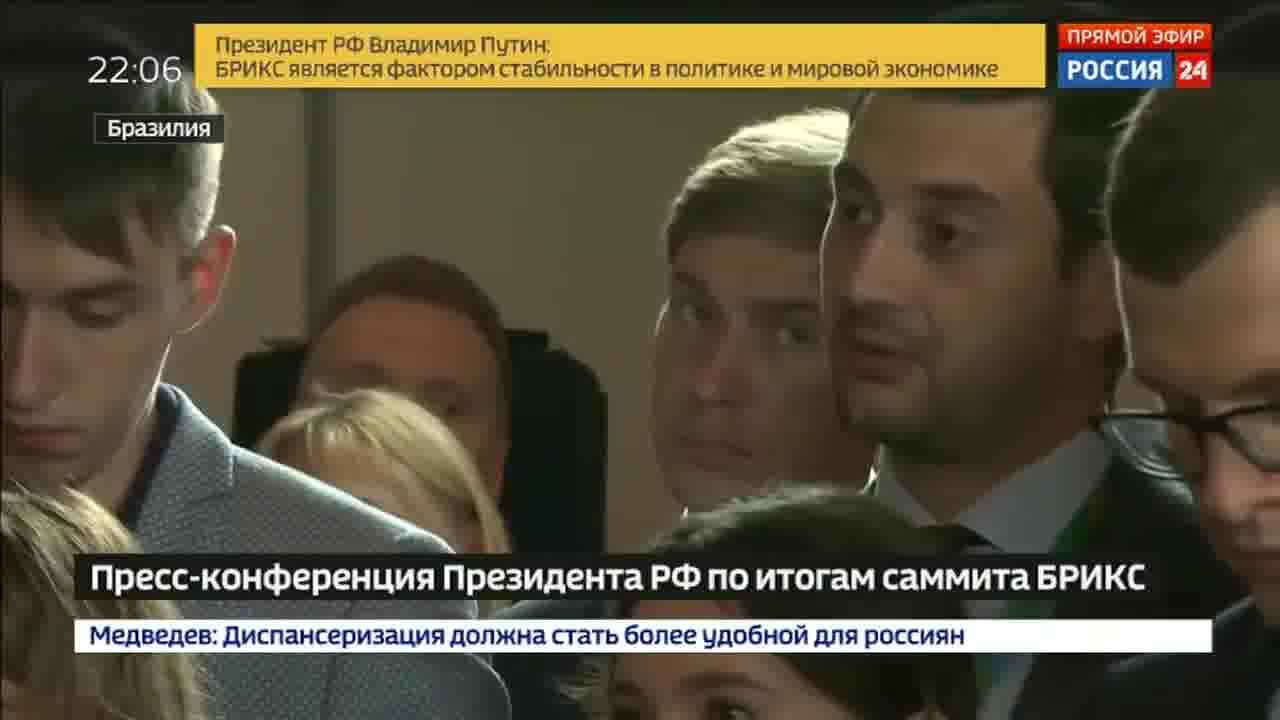 22:06
Президент РФ Владимир Путин:
БРИКС является фактором стабильности в политике и мировой экономике
ПРЯМОЙ ЭФИР
РОССИЯ 24
Бразилия
Пресс-конференция Президента РФ по итогам саммита БРИКС
Медведев: Диспансеризация должна стать более удобной для россиян